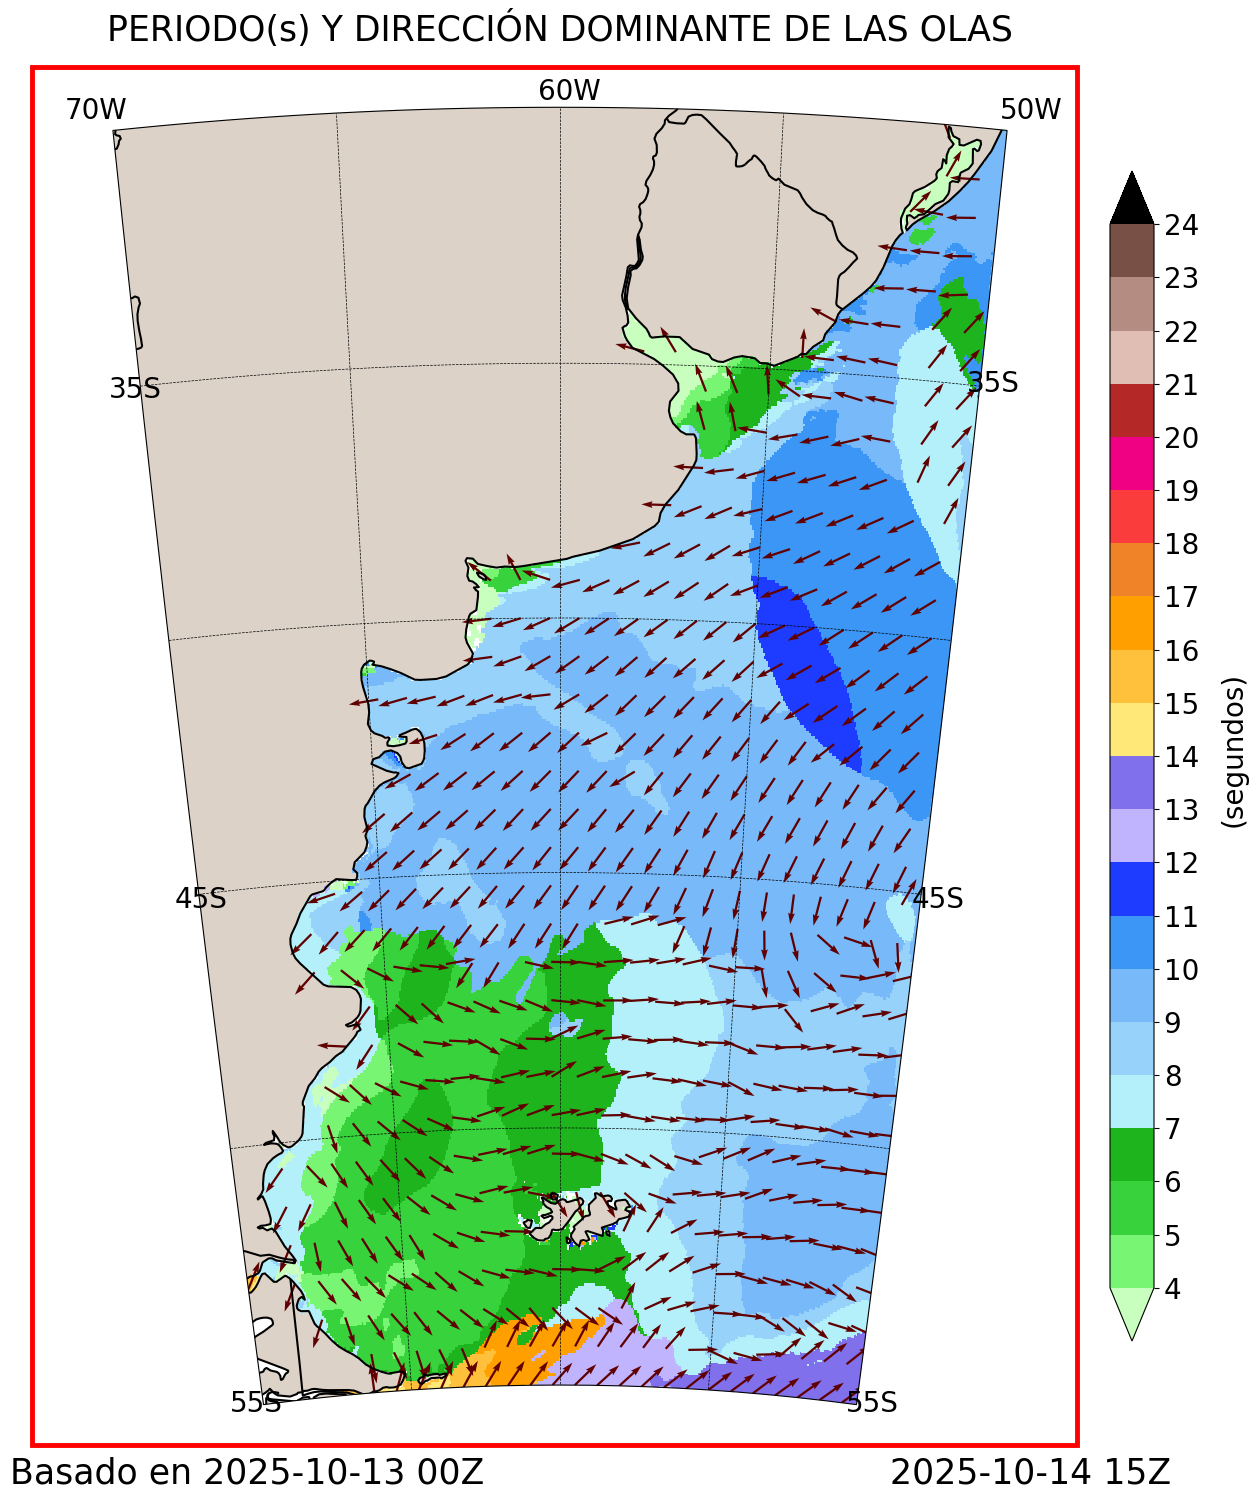 PERIODO(s) Y DIRECCIÓN DOMINANTE DE LAS OLAS
70W
60W
50W
35S
35S
45S
45S
55S
55S
24
23
22
21
20
19
18
17
16
15
14
13
12
11
10
9
8
7
6
5
4
(segundos)
Basado en 2025-10-13 00Z
2025-10-14 15Z